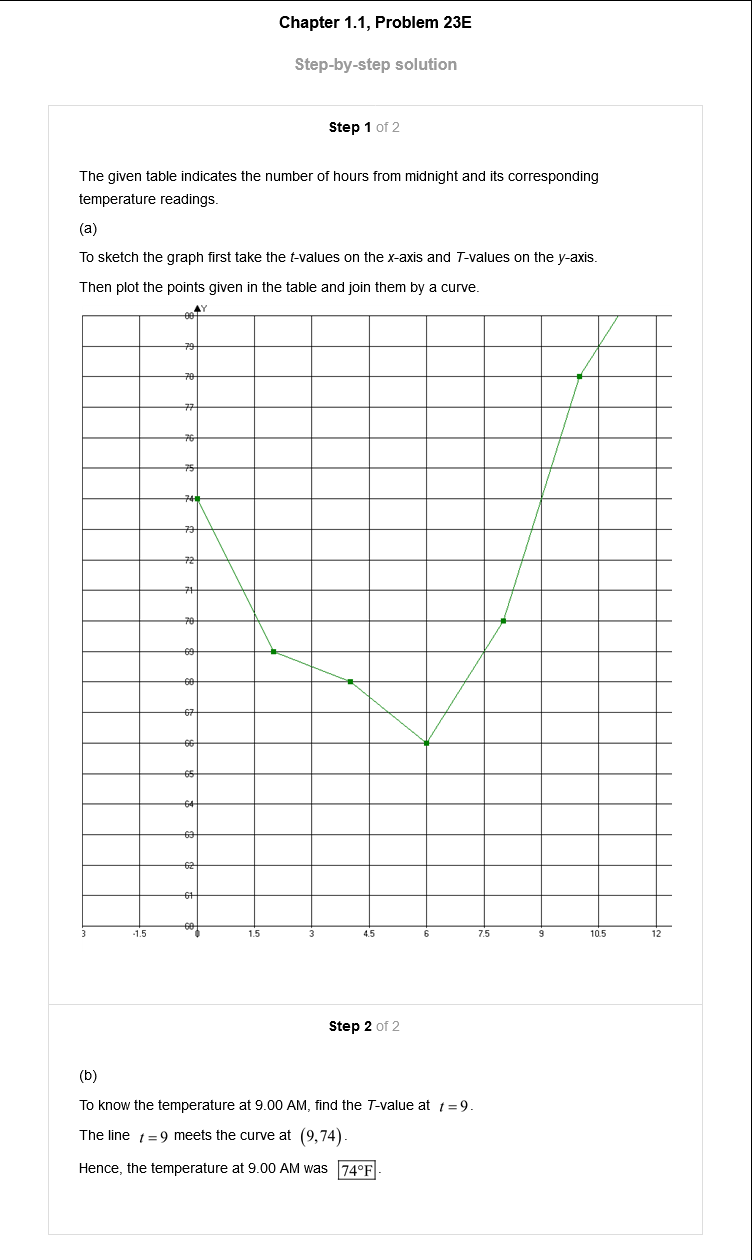 Chapter 1.1, Problem 23E
Step-by-step solution
Step 1 of 2
The given table indicates the number of hours from midnight and its corresponding
temperature readings.
(a)
To sketch the graph first take the t-values on the x-axis and T-values on the y-axis.
Then plot the points given in the table and join them by a curve.
Y
80
79
78
77
76
75
74
73
72
71
70
69
68
67
66
65
64
63
62
61
60
3 -1.5 0 1.5 3 4.5 6 7.5 9 10.5 12
Step 2 of 2
(b)
To know the temperature at 9.00 AM, find the T-value at t = 9.
The line t = 9 meets the curve at (9, 74).
Hence, the temperature at 9.00 AM was 74°F.